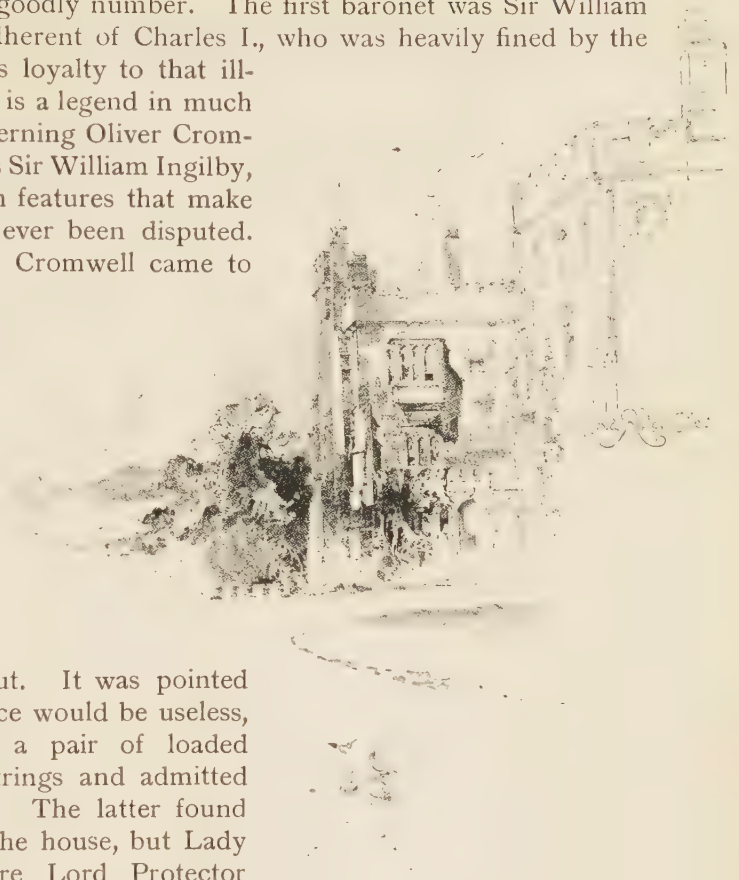 goodly number. The first baronet was Sir William
dherent of Charles I., who was heavily fined by the
s loyalty to that ill-
is a legend in much
erning Oliver Crom-
Sir William Ingilby,
features that make
ever been disputed.
Cromwell came to
ut. It was pointed
ce would be useless,
a pair of loaded
rrings and admitted
The latter found
he house, but Lady
re Lord Protector